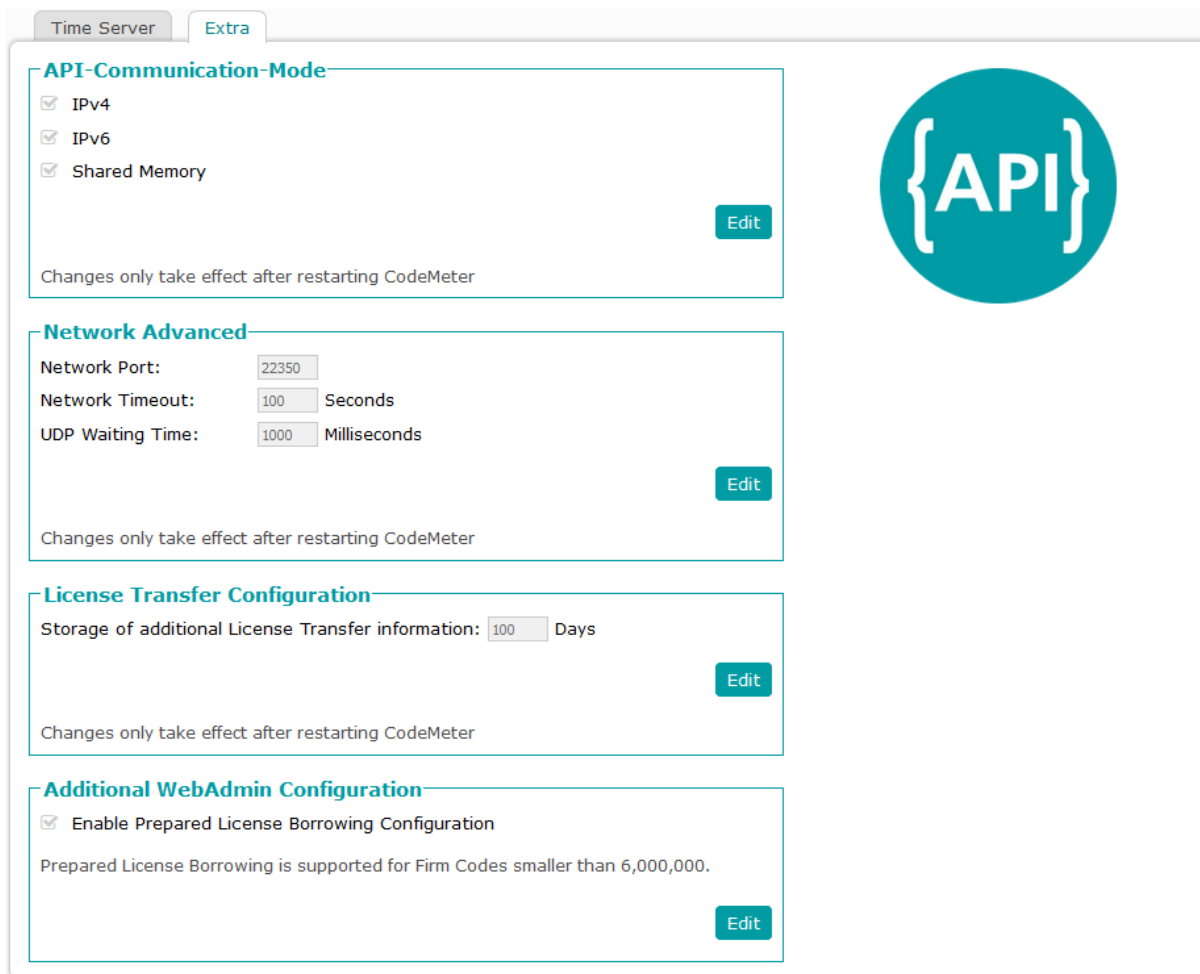 Time Server
Extra
API-Communication-Mode
IPv4
IPv6
Shared Memory
Edit
Changes only take effect after restarting CodeMeter
{API}
Network Advanced
Network Port: 22350
Network Timeout: 100 Seconds
UDP Waiting Time: 1000 Milliseconds
Edit
Changes only take effect after restarting CodeMeter
License Transfer Configuration
Storage of additional License Transfer information: 100 Days
Edit
Changes only take effect after restarting CodeMeter
Additional WebAdmin Configuration
Enable Prepared License Borrowing Configuration
Prepared License Borrowing is supported for Firm Codes smaller than 6,000,000.
Edit